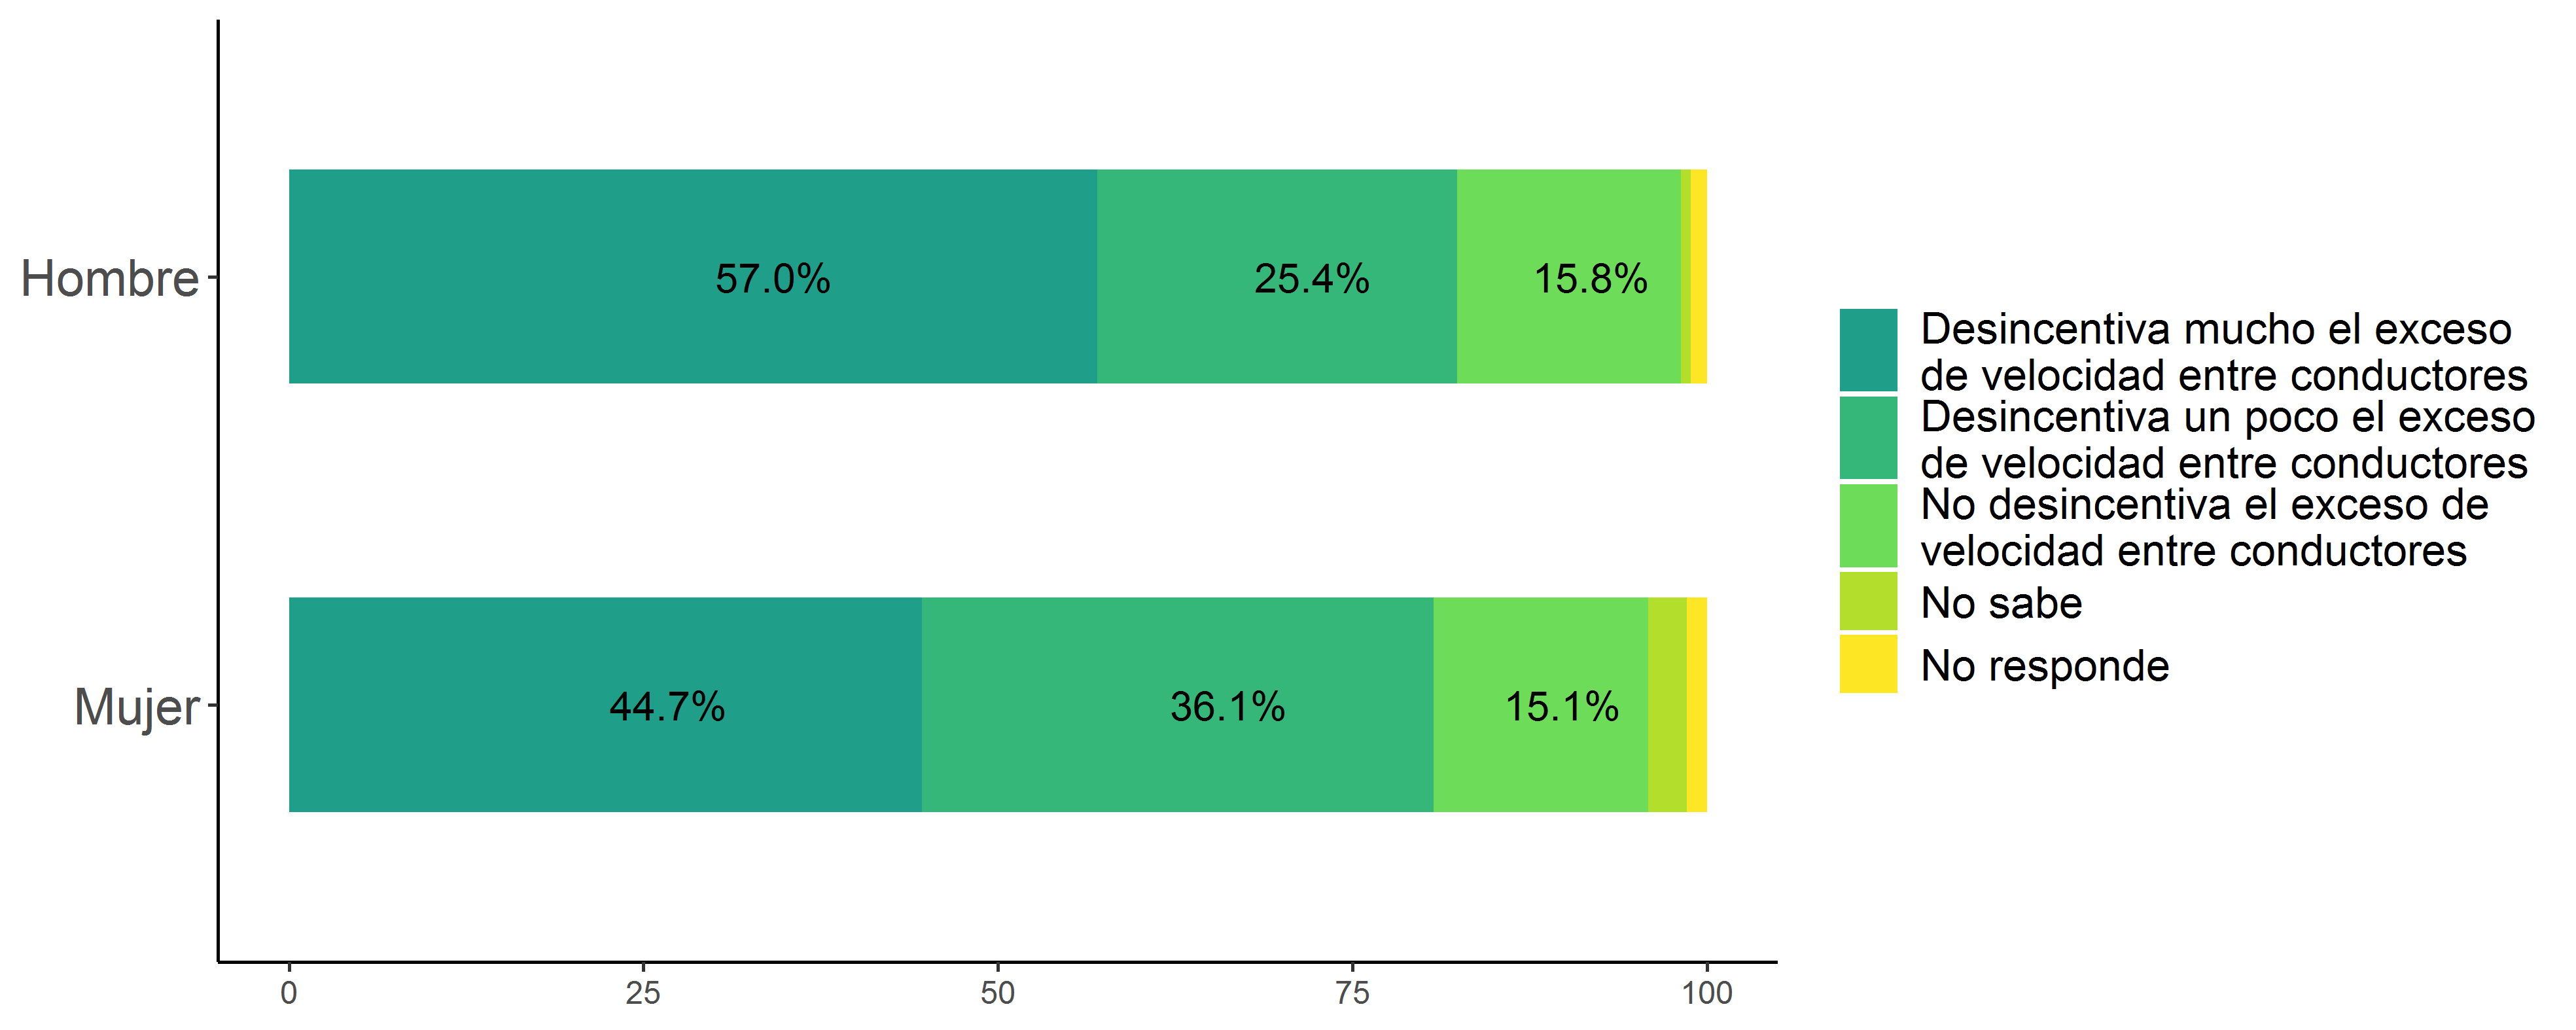 Hombre
57.0%
25.4%
15.8%
Mujer
44.7%
36.1%
15.1%
0
25
50
75
100
Desincentiva mucho el exceso
de velocidad entre conductores
Desincentiva un poco el exceso
de velocidad entre conductores
No desincentiva el exceso de
velocidad entre conductores
No sabe
No responde